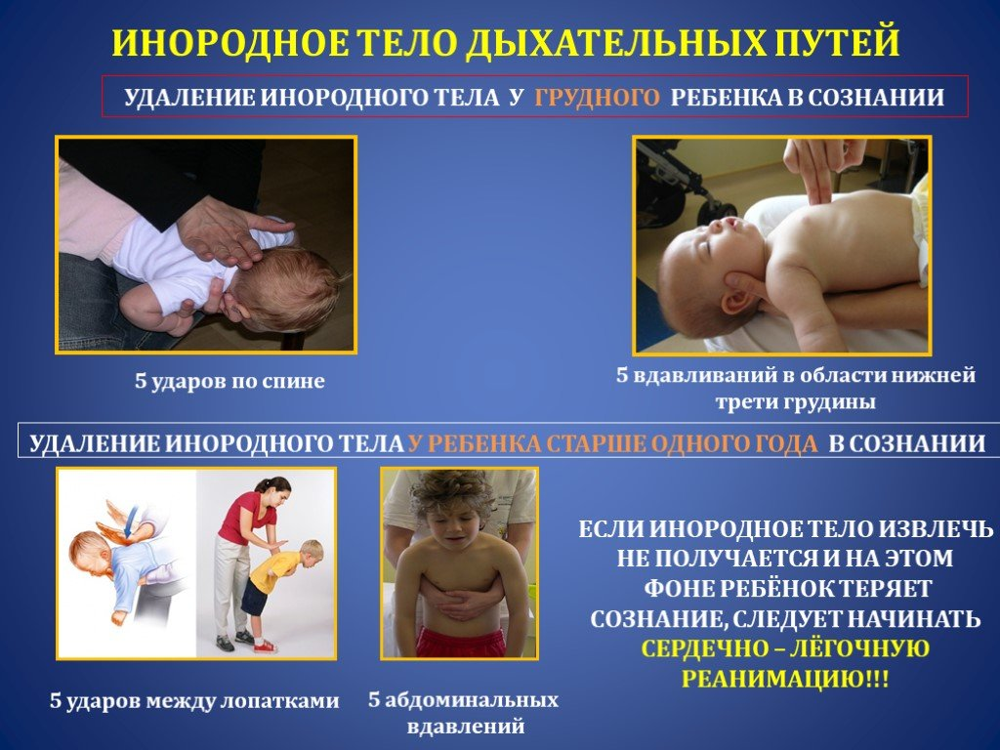 ИНОРОДНОЕ ТЕЛО ДЫХАТЕЛЬНЫХ ПУТЕЙ
УДАЛЕНИЕ ИНОРОДНОГО ТЕЛА У ГРУДНОГО РЕБЕНКА В СОЗНАНИИ
5 ударов по спине
5 вдавливаний в области нижней
трети грудины
УДАЛЕНИЕ ИНОРОДНОГО ТЕЛА У РЕБЕНКА СТАРШЕ ОДНОГО ГОДА В СОЗНАНИИ
5 ударов между лопатками
5 абдоминальных
вдавлений
ЕСЛИ ИНОРОДНОЕ ТЕЛО ИЗВЛЕЧЬ
НЕ ПОЛУЧАЕТСЯ И НА ЭТОМ
ФОНЕ РЕБЁНОК ТЕРЯЕТ
СОЗНАНИЕ, СЛЕДУЕТ НАЧИНАТЬ
СЕРДЕЧНО – ЛЁГОЧНУЮ
РЕАНИМАЦИЮ!!!